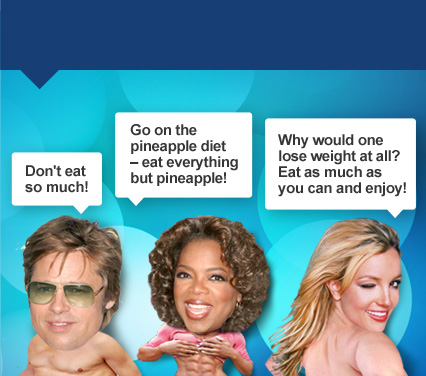 Don't eat
so much!
Go on the
pineapple diet
– eat everything
but pineapple!
Why would one
lose weight at all?
Eat as much as
you can and enjoy!